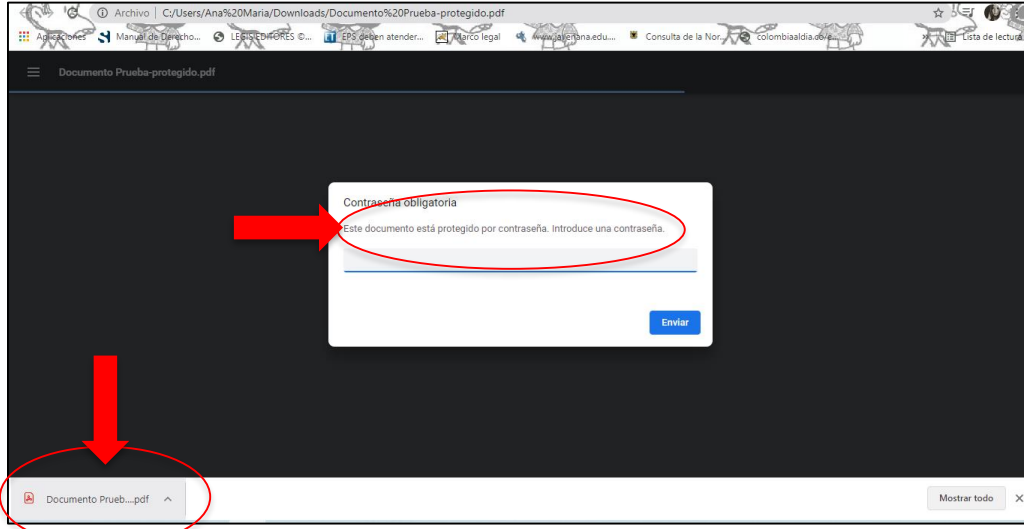 Archivo | C:/Users/Ana%20Maria/Downloads/Documento%20Prueba-protegido.pdf
Aplicaciones Manual de Derecho... LEGIS EDITORES ©... EPS deben atender... Marco legal www.javeriana.edu.... Consulta de la Nor... colombiaaldia.co/e... » Lista de lectura
Documento Prueba-protegido.pdf
Contraseña obligatoria
Este documento está protegido por contraseña. Introduce una contraseña.
Enviar
Documento Prueb....pdf
Mostrar todo